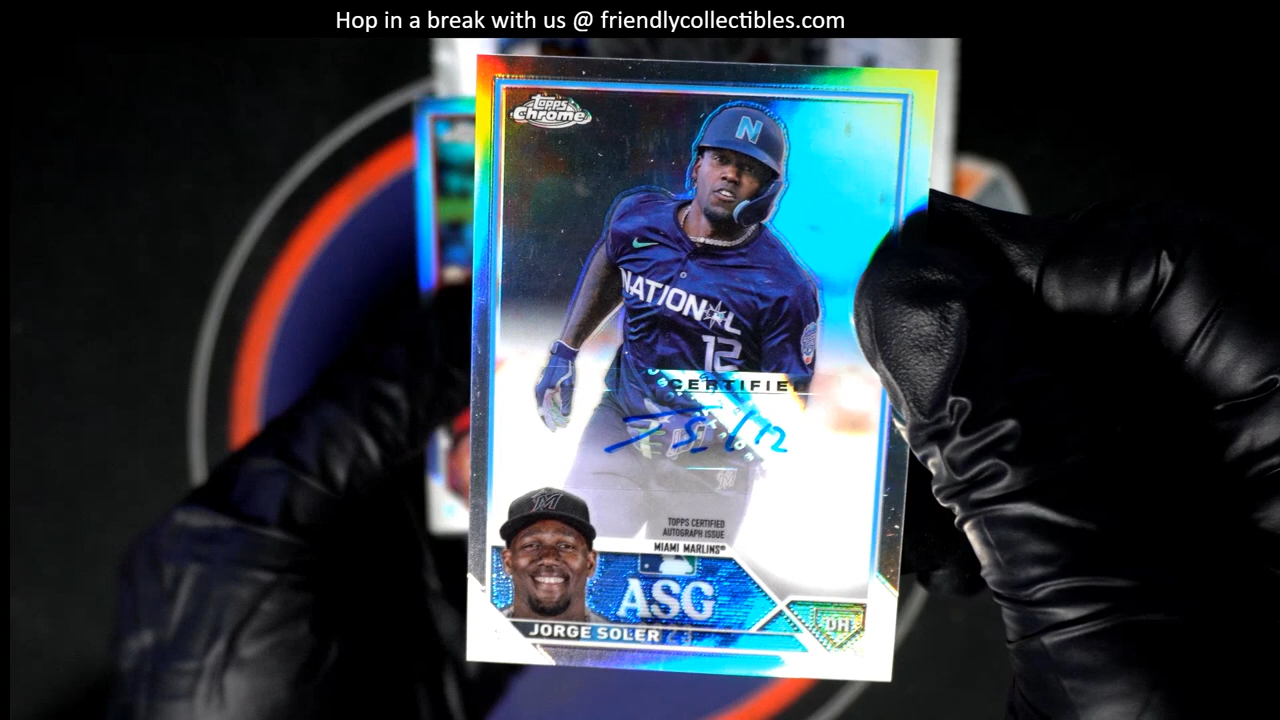 Hop in a break with us @ friendlycollectibles.com
Topps
Chrome
N
NATIONAL
12
CERTIFIED
TOPPS CERTIFIED
AUTOGRAPH ISSUE
MIAMI MARLINS®
M
ASG
DH
JORGE SOLER